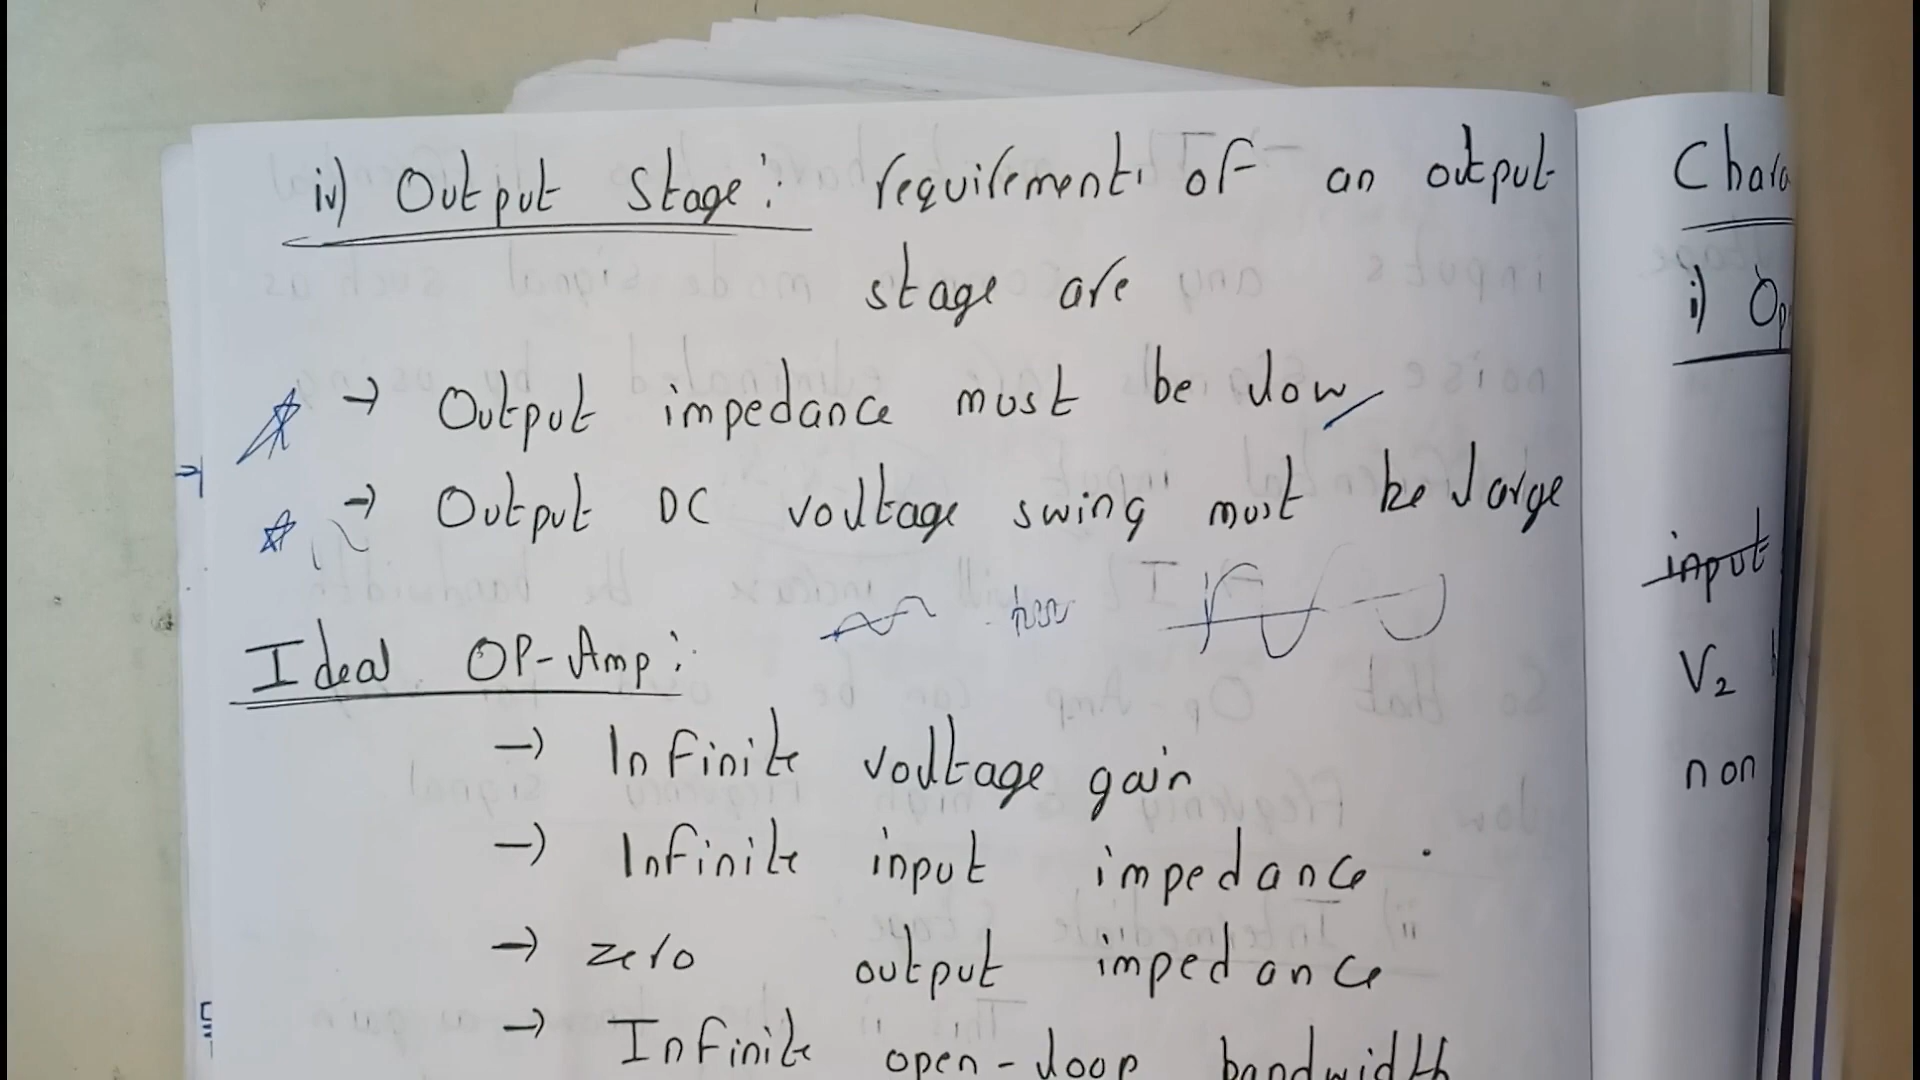 iv) Output Stage : requirement of an output
stage are
→ Output impedance must be low
→ Output DC voltage swing must be large
Ideal OP-Amp :
→ Infinite voltage gain
→ Infinite input impedance
→ zero output impedance
→ Infinite open-loop bandwidth
i)
input
V2
non